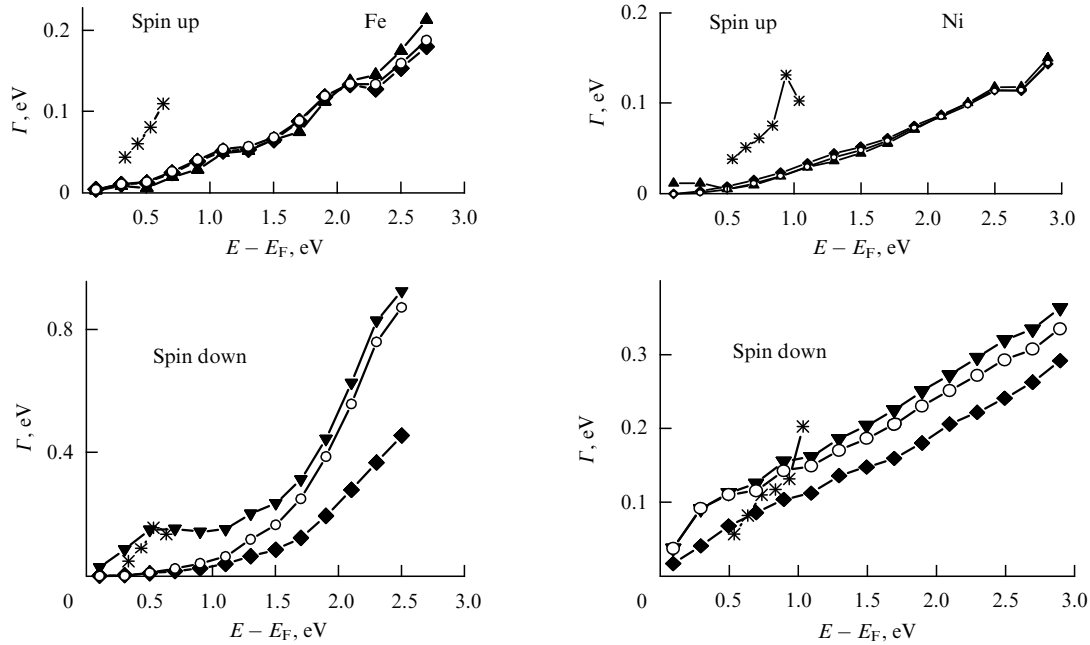 Spin up Fe
0.2
0.1
0
Γ, eV
0.5 1.0 1.5 2.0 2.5 3.0
E − E_F, eV
Spin up Ni
0.2
0.1
0
Γ, eV
0.5 1.0 1.5 2.0 2.5 3.0
E − E_F, eV
Spin down
0.8
0.4
Γ, eV
0 0.5 1.0 1.5 2.0 2.5 3.0
E − E_F, eV
Spin down
0.3
0.2
0.1
Γ, eV
0 0.5 1.0 1.5 2.0 2.5 3.0
E − E_F, eV